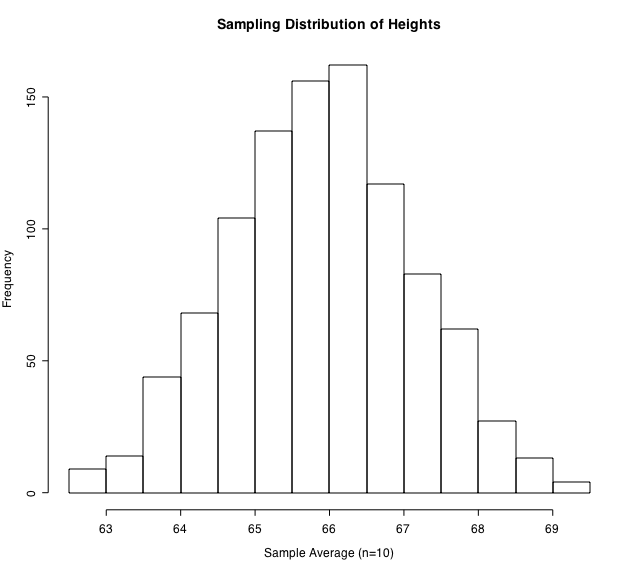 Sampling Distribution of Heights
Frequency
150
100
50
0
63 64 65 66 67 68 69
Sample Average (n=10)